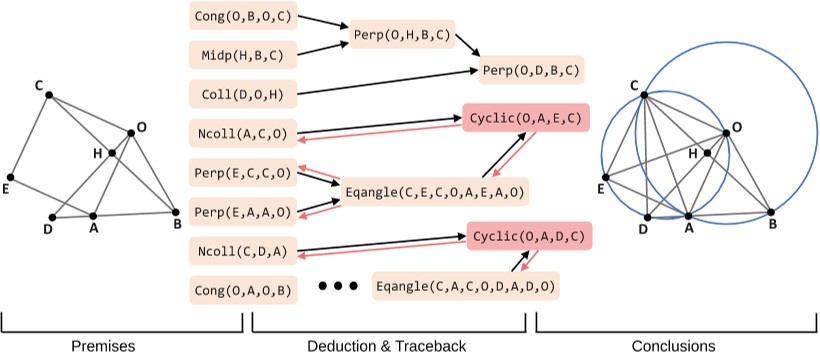 Cong(O,B,O,C)
Midp(H,B,C)
Perp(O,H,B,C)
Coll(D,O,H)
Perp(O,D,B,C)
Ncoll(A,C,O)
Cyclic(O,A,E,C)
Perp(E,C,C,O)
Perp(E,A,A,O)
Eqangle(C,E,C,O,A,E,A,O)
Ncoll(C,D,A)
Cyclic(O,A,D,C)
Cong(O,A,O,B)
Eqangle(C,A,C,O,D,A,D,O)
C
O
H
E
D
A
B
C
O
H
E
D
A
B
Premises
Deduction & Traceback
Conclusions